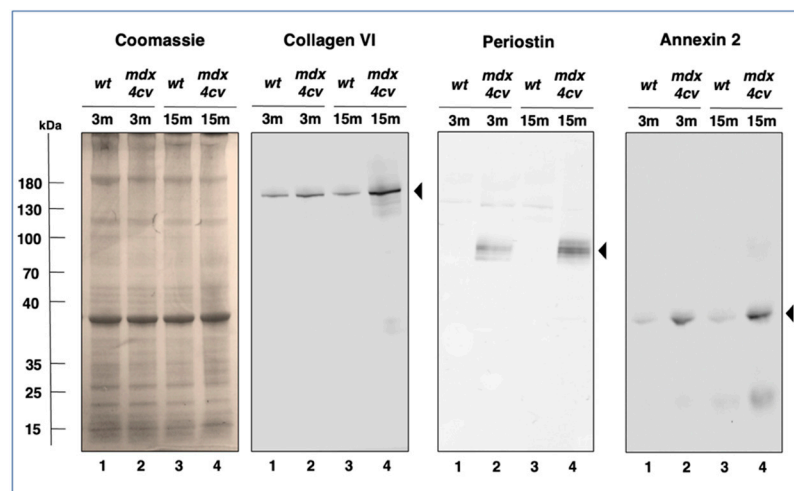 Coomassie Collagen VI Periostin Annexin 2
wt mdx 4cv wt mdx 4cv wt mdx 4cv wt mdx 4cv wt mdx 4cv wt mdx 4cv wt mdx 4cv wt mdx 4cv
kDa 3m 3m 15m 15m 3m 3m 15m 15m 3m 3m 15m 15m 3m 3m 15m 15m
180
130
100
70
40
35
25
15
1 2 3 4 1 2 3 4 1 2 3 4 1 2 3 4